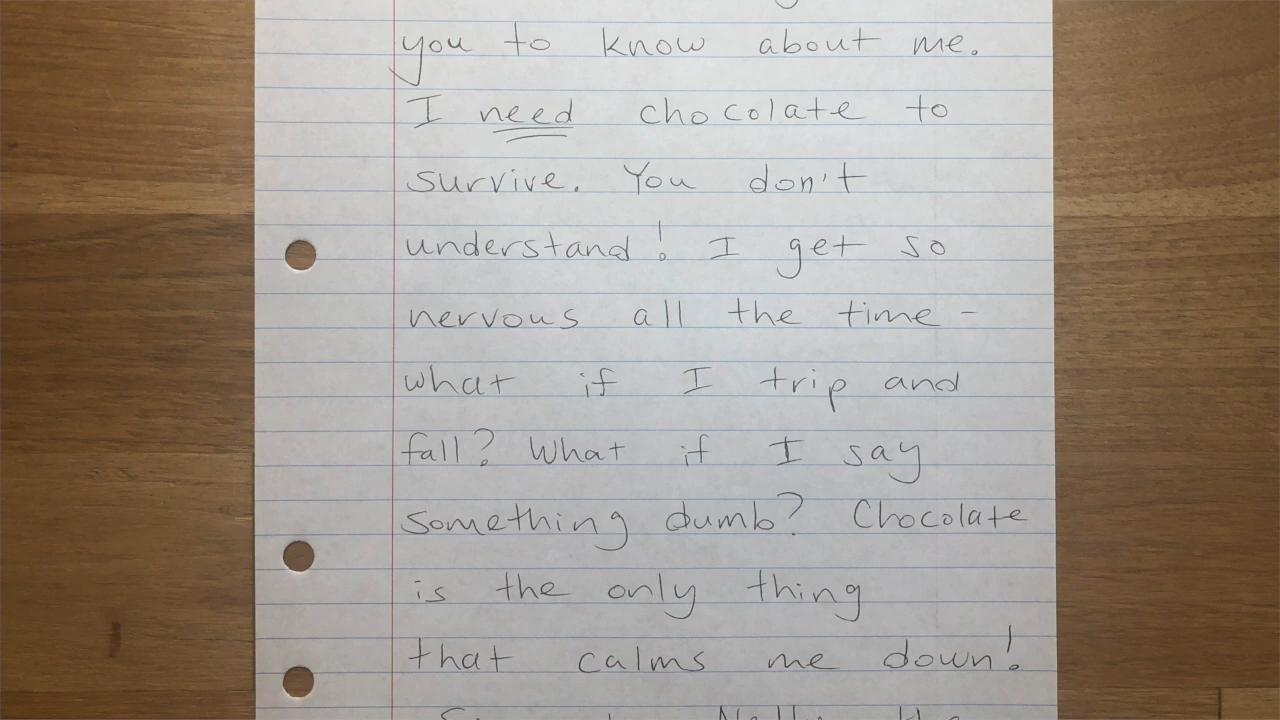 you to know about me.
I need chocolate to
survive. You don't
understand! I get so
nervous all the time -
what if I trip and
fall? What if I say
something dumb? Chocolate
is the only thing
that calms me down!